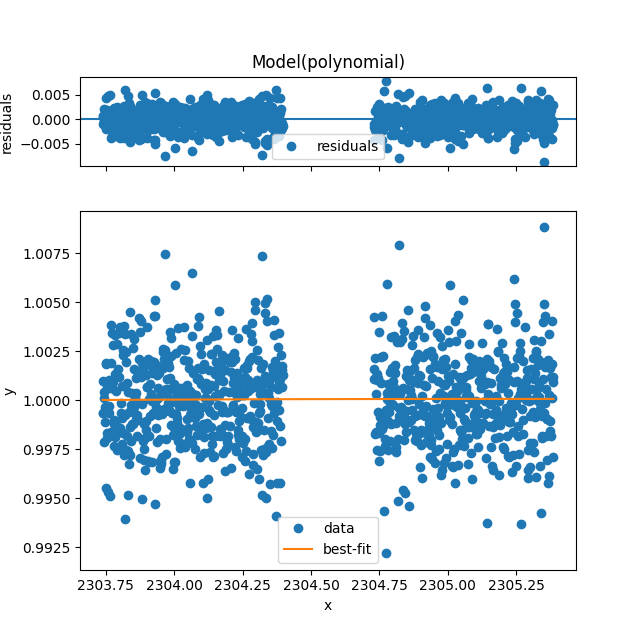 Model(polynomial)
residuals
0.005
0.000
−0.005
residuals
y
1.0075
1.0050
1.0025
1.0000
0.9975
0.9950
0.9925
data
best-fit
2303.75 2304.00 2304.25 2304.50 2304.75 2305.00 2305.25
x